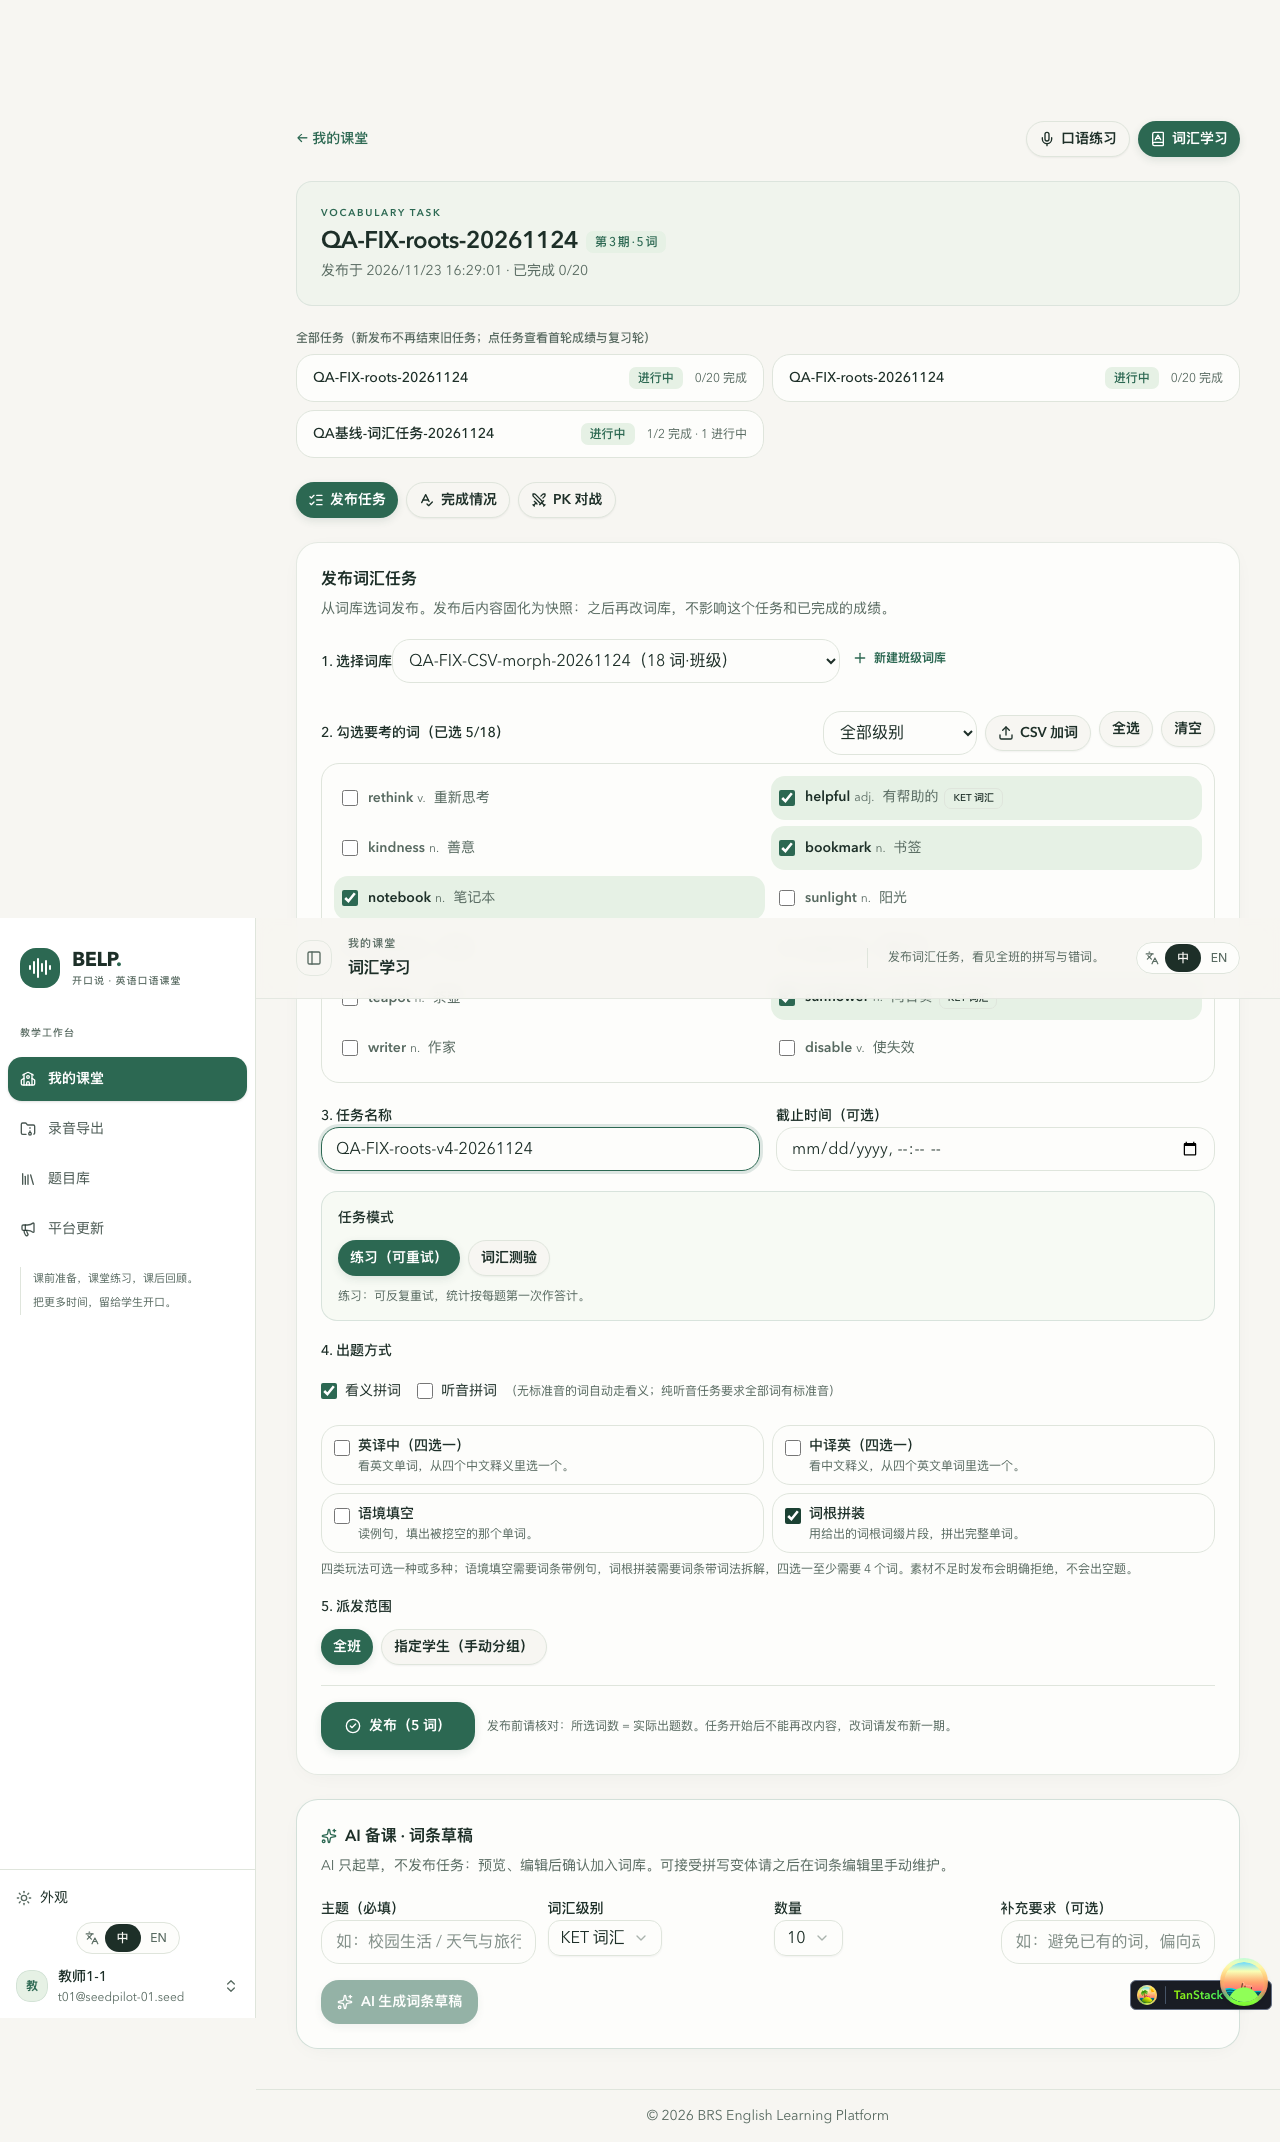 ← 我的课堂
口语练习
词汇学习
VOCABULARY TASK
QA-FIX-roots-20261124 第3期·5词
发布于 2026/11/23 16:29:01 · 已完成 0/20
全部任务（新发布不再结束旧任务；点任务查看首轮成绩与复习轮）
QA-FIX-roots-20261124 进行中 0/20 完成
QA-FIX-roots-20261124 进行中 0/20 完成
QA基线-词汇任务-20261124 进行中 1/2 完成 · 1 进行中
发布任务
完成情况
PK 对战
发布词汇任务
从词库选词发布。发布后内容固化为快照：之后再改词库，不影响这个任务和已完成的成绩。
1. 选择词库 QA-FIX-CSV-morph-20261124（18 词·班级） 新建班级词库
2. 勾选要考的词（已选 5/18） 全部级别 CSV 加词 全选 清空
rethink v. 重新思考
helpful adj. 有帮助的 KET 词汇
kindness n. 善意
bookmark n. 书签
notebook n. 笔记本
sunlight n. 阳光
BELP.
开口说 · 英语口语课堂
我的课堂
词汇学习
发布词汇任务，看见全班的拼写与错词。
中 EN
teapot n. 茶壶
sunflower n. 向日葵 KET 词汇
writer n. 作家
disable v. 使失效
教学工作台
我的课堂
录音导出
题目库
平台更新
课前准备，课堂练习，课后回顾。
把更多时间，留给学生开口。
3. 任务名称
QA-FIX-roots-v4-20261124
截止时间（可选）
mm/dd/yyyy, --:-- --
任务模式
练习（可重试）
词汇测验
练习：可反复重试，统计按每题第一次作答计。
4. 出题方式
看义拼词 听音拼词 （无标准音的词自动走看义；纯听音任务要求全部词有标准音）
英译中（四选一）
看英文单词，从四个中文释义里选一个。
中译英（四选一）
看中文释义，从四个英文单词里选一个。
语境填空
读例句，填出被挖空的那个单词。
词根拼装
用给出的词根词缀片段，拼出完整单词。
四类玩法可选一种或多种；语境填空需要词条带例句，词根拼装需要词条带词法拆解，四选一至少需要 4 个词。素材不足时发布会明确拒绝，不会出空题。
5. 派发范围
全班
指定学生（手动分组）
发布（5 词）
发布前请核对：所选词数 = 实际出题数。任务开始后不能再改内容，改词请发布新一期。
AI 备课 · 词条草稿
AI 只起草，不发布任务：预览、编辑后确认加入词库。可接受拼写变体请之后在词条编辑里手动维护。
主题（必填）
如：校园生活 / 天气与旅行
词汇级别
KET 词汇
数量
10
补充要求（可选）
如：避免已有的词，偏向动
AI 生成词条草稿
外观
中 EN
教
教师1-1
t01@seedpilot-01.seed
TanStack
© 2026 BRS English Learning Platform